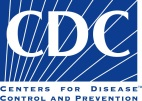 CDC
CENTERS FOR DISEASE™
CONTROL AND PREVENTION